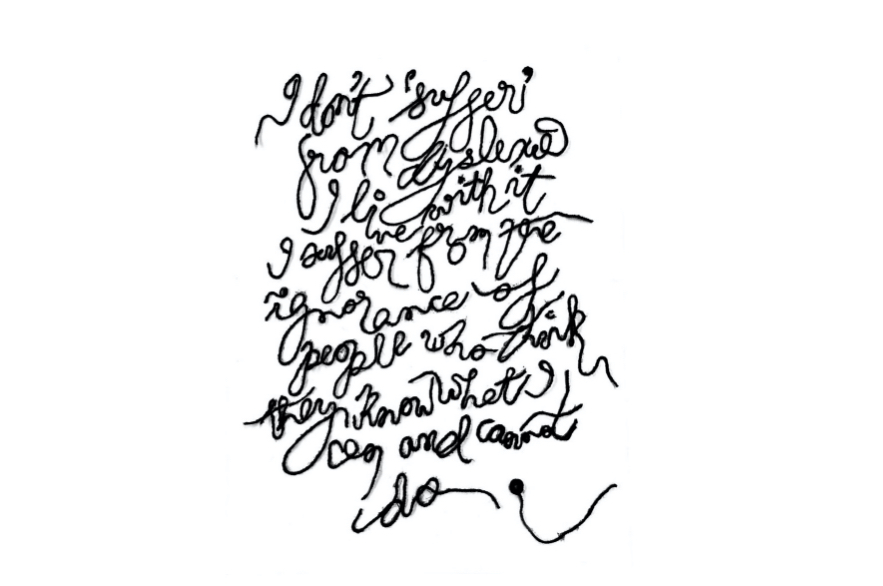 I don't 'suffer'
from dyslexia
I live with it
I suffer from the
ignorance of
people who think
they know what I
can and cannot
do.